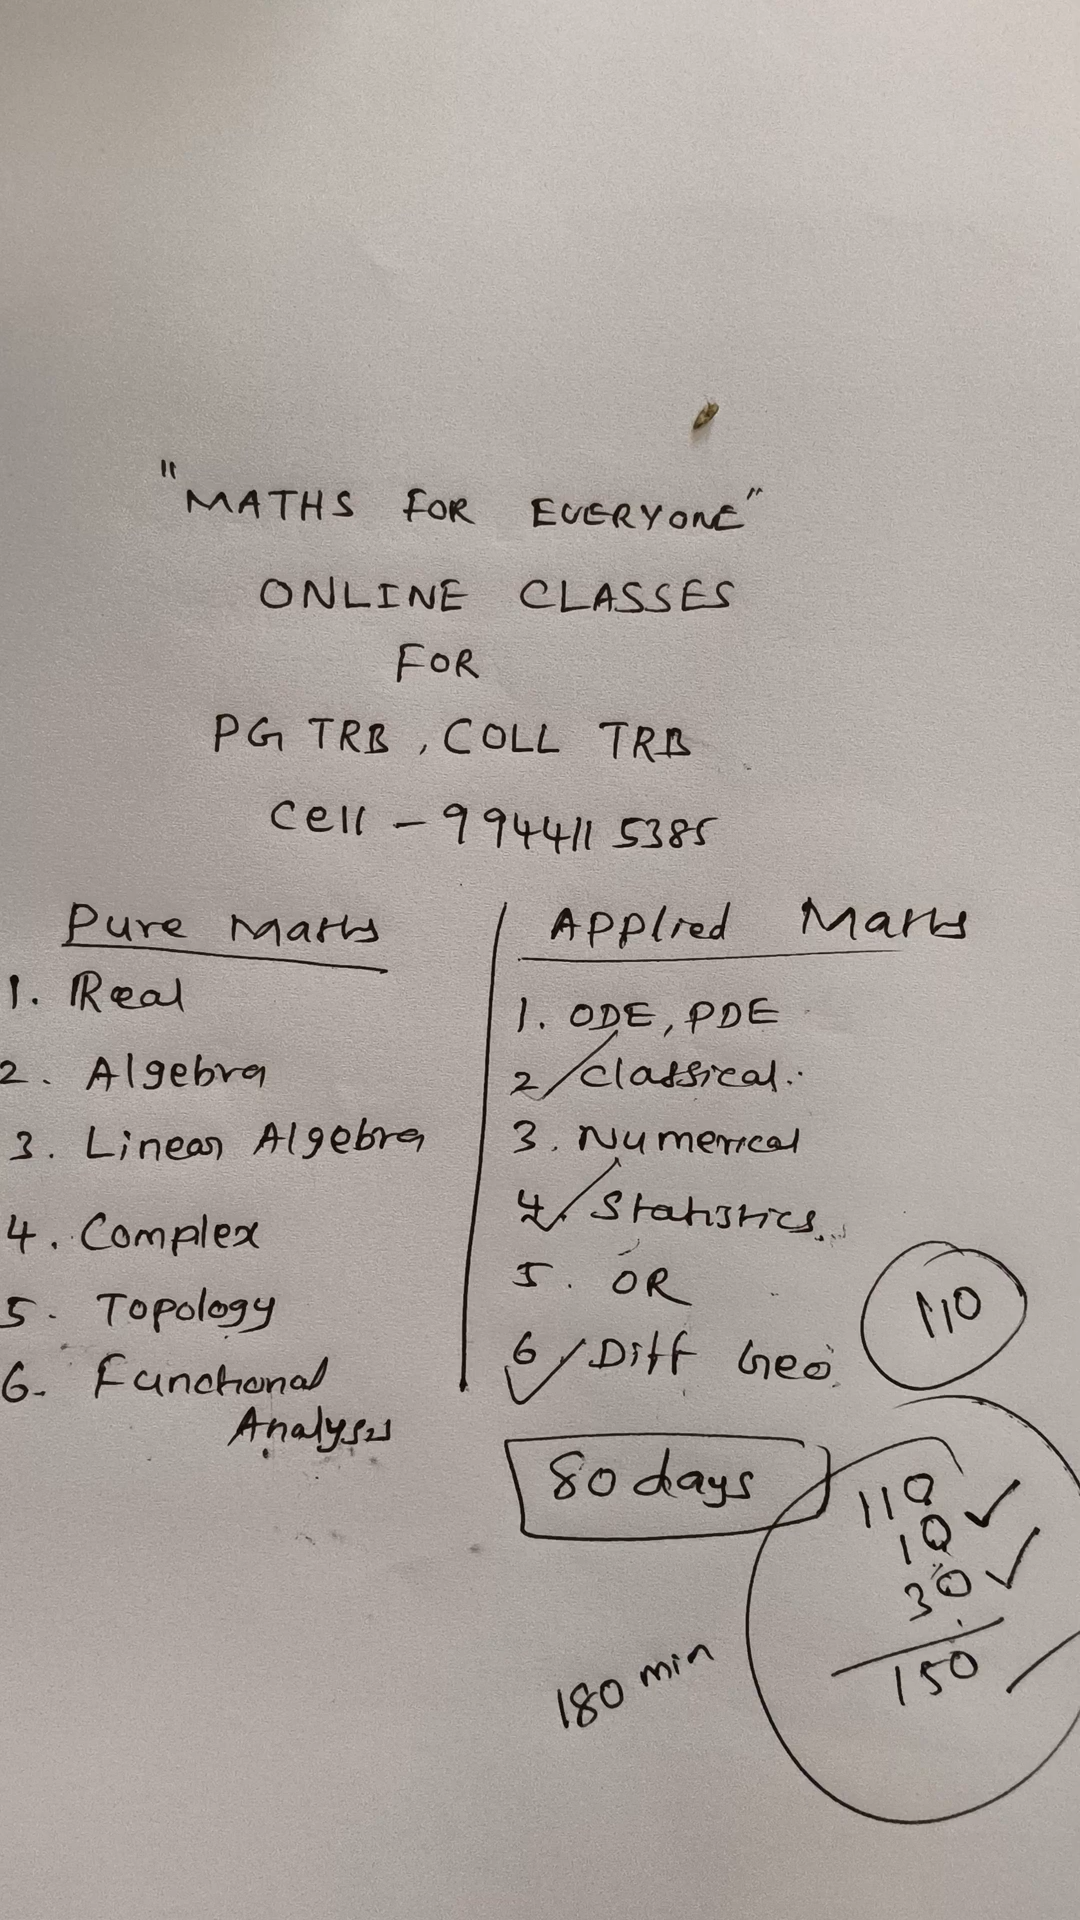 "MATHS FOR EVERYONE"
ONLINE CLASSES
FOR
PG TRB, COLL TRB
Cell - 994411 5385
Pure Maths
1. Real
2. Algebra
3. Linear Algebra
4. Complex
5. Topology
6. Functional
Analysis
Applied Maths
1. ODE, PDE
2 Classical.
3. Numerical
4. Statistics
5. OR
6 Diff Geo
110
80 days
110
10
30
150
180 min